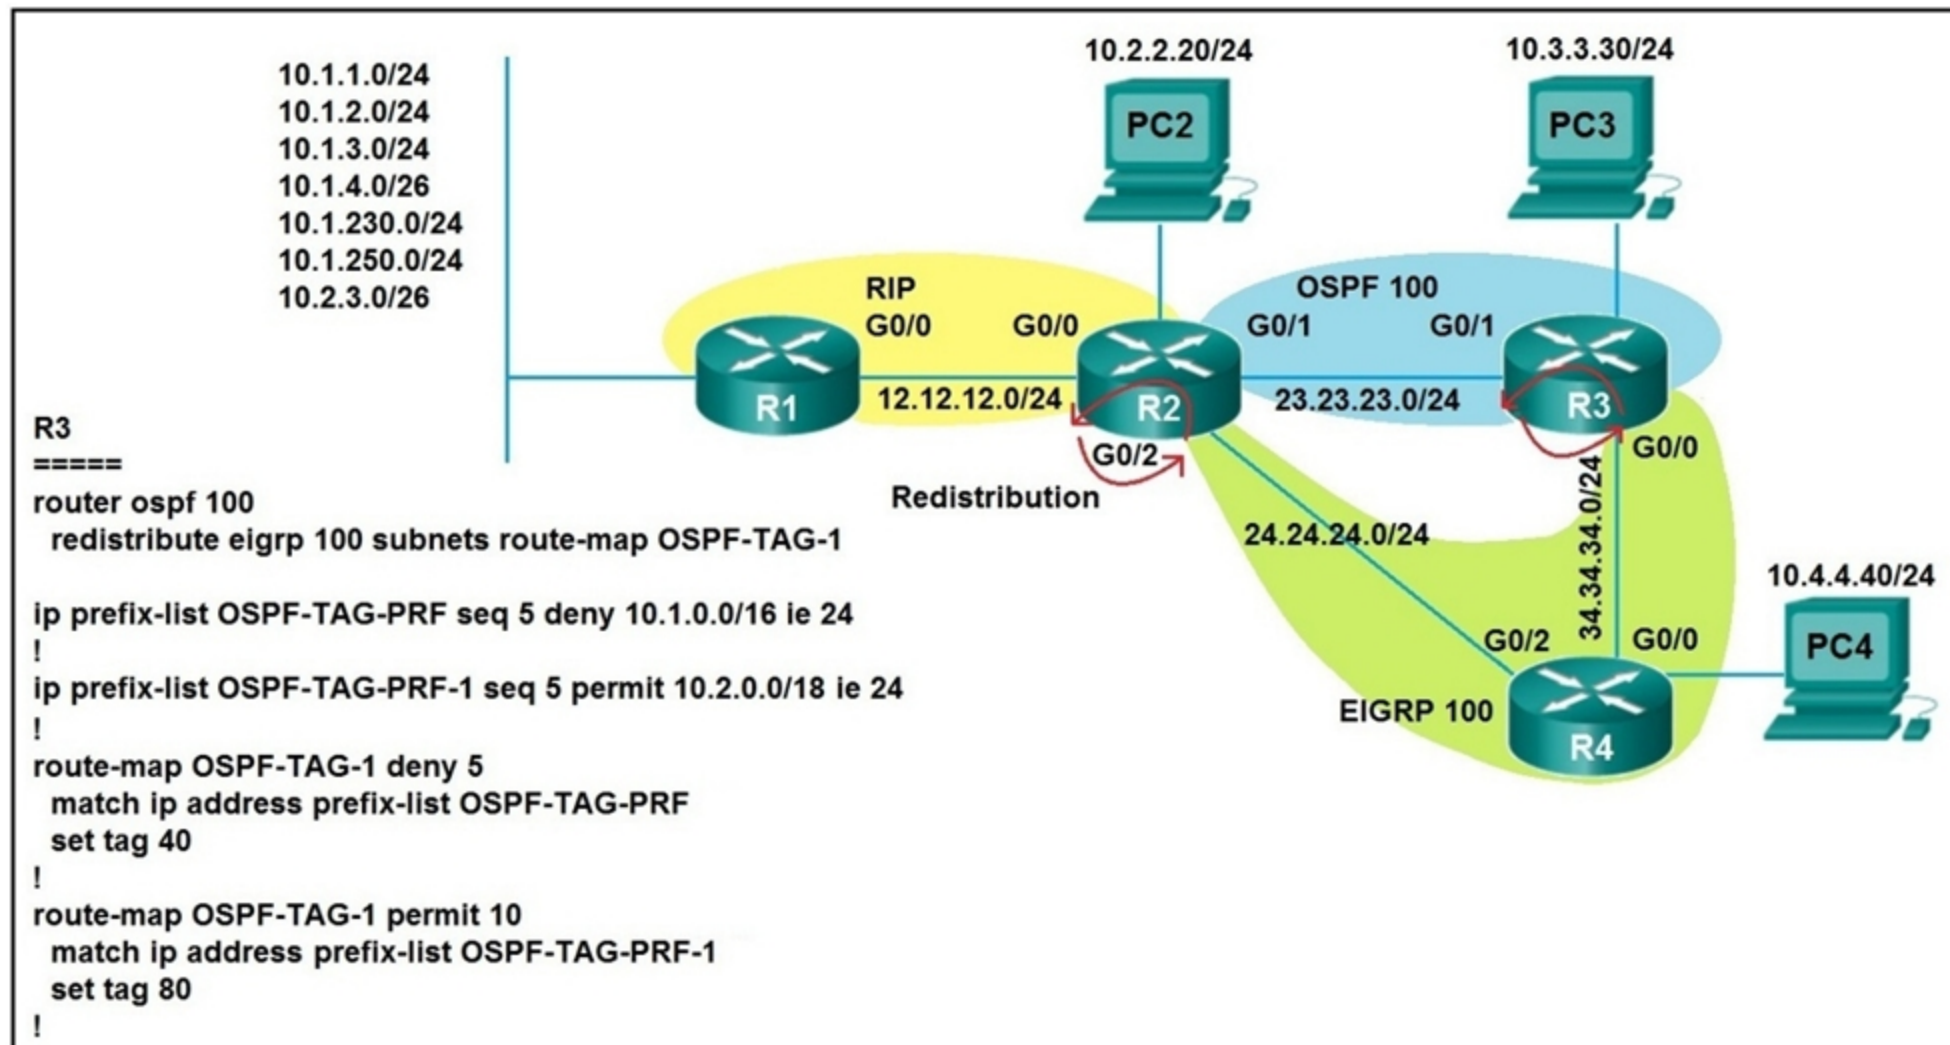 10.1.1.0/24
10.1.2.0/24
10.1.3.0/24
10.1.4.0/26
10.1.230.0/24
10.1.250.0/24
10.2.3.0/26
10.2.2.20/24
10.3.3.30/24
PC2
PC3
RIP
OSPF 100
G0/0
G0/0
G0/1
G0/1
R1
12.12.12.0/24
R2
23.23.23.0/24
R3
G0/2
G0/0
Redistribution
24.24.24.0/24
34.34.34.0/24
10.4.4.40/24
G0/2
G0/0
PC4
EIGRP 100
R4
R3
=====
router ospf 100
redistribute eigrp 100 subnets route-map OSPF-TAG-1
ip prefix-list OSPF-TAG-PRF seq 5 deny 10.1.0.0/16 ie 24
!
ip prefix-list OSPF-TAG-PRF-1 seq 5 permit 10.2.0.0/18 ie 24
!
route-map OSPF-TAG-1 deny 5
match ip address prefix-list OSPF-TAG-PRF
set tag 40
!
route-map OSPF-TAG-1 permit 10
match ip address prefix-list OSPF-TAG-PRF-1
set tag 80
!